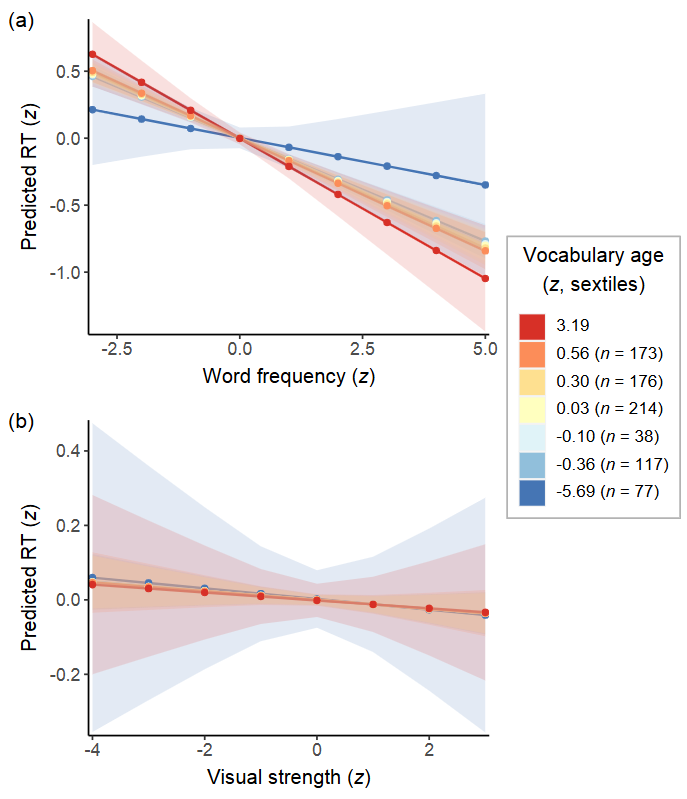 (a)
Predicted RT (z)
0.5
0.0
-0.5
-1.0
-2.5 0.0 2.5 5.0
Word frequency (z)
Vocabulary age
(z, sextiles)
3.19
0.56 (n = 173)
0.30 (n = 176)
0.03 (n = 214)
-0.10 (n = 38)
-0.36 (n = 117)
-5.69 (n = 77)
(b)
Predicted RT (z)
0.4
0.2
0.0
-0.2
-4 -2 0 2
Visual strength (z)